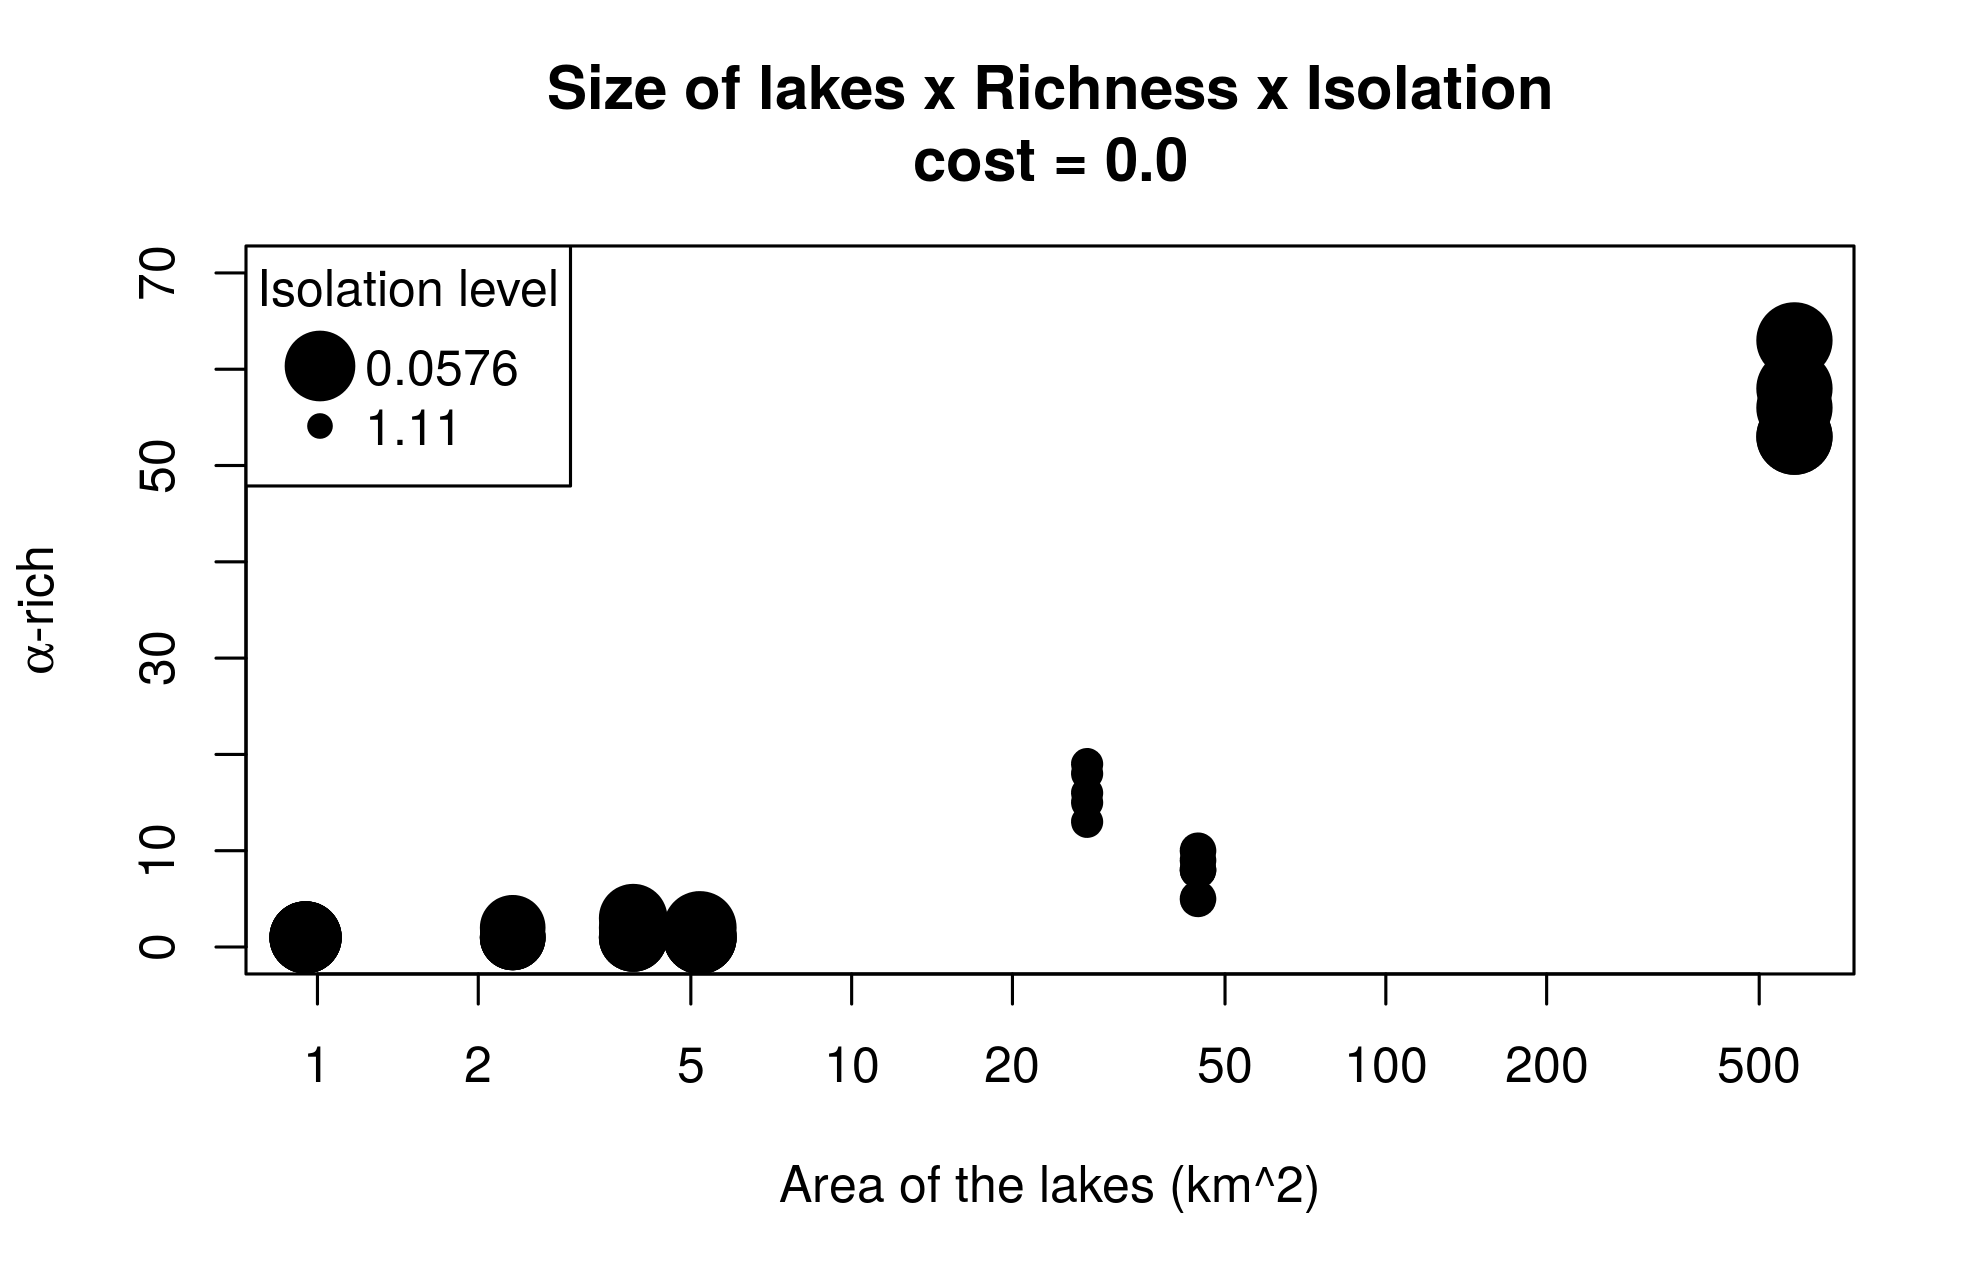 Size of lakes x Richness x Isolation
cost = 0.0
Isolation level
0.0576
1.11
70
50
30
10
0
α-rich
1 2 5 10 20 50 100 200 500
Area of the lakes (km^2)